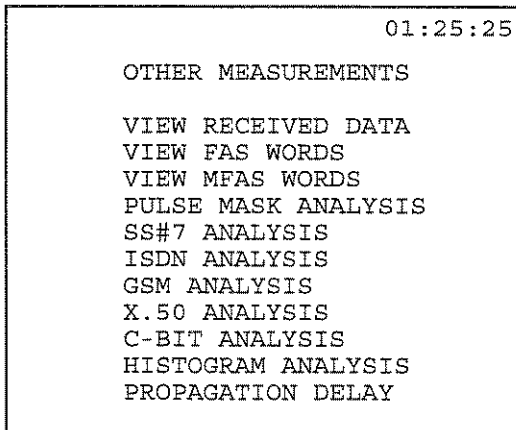 01:25:25
OTHER MEASUREMENTS
VIEW RECEIVED DATA
VIEW FAS WORDS
VIEW MFAS WORDS
PULSE MASK ANALYSIS
SS#7 ANALYSIS
ISDN ANALYSIS
GSM ANALYSIS
X.50 ANALYSIS
C-BIT ANALYSIS
HISTOGRAM ANALYSIS
PROPAGATION DELAY